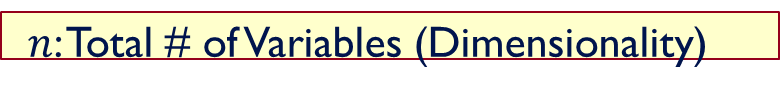 n: Total # of Variables (Dimensionality)